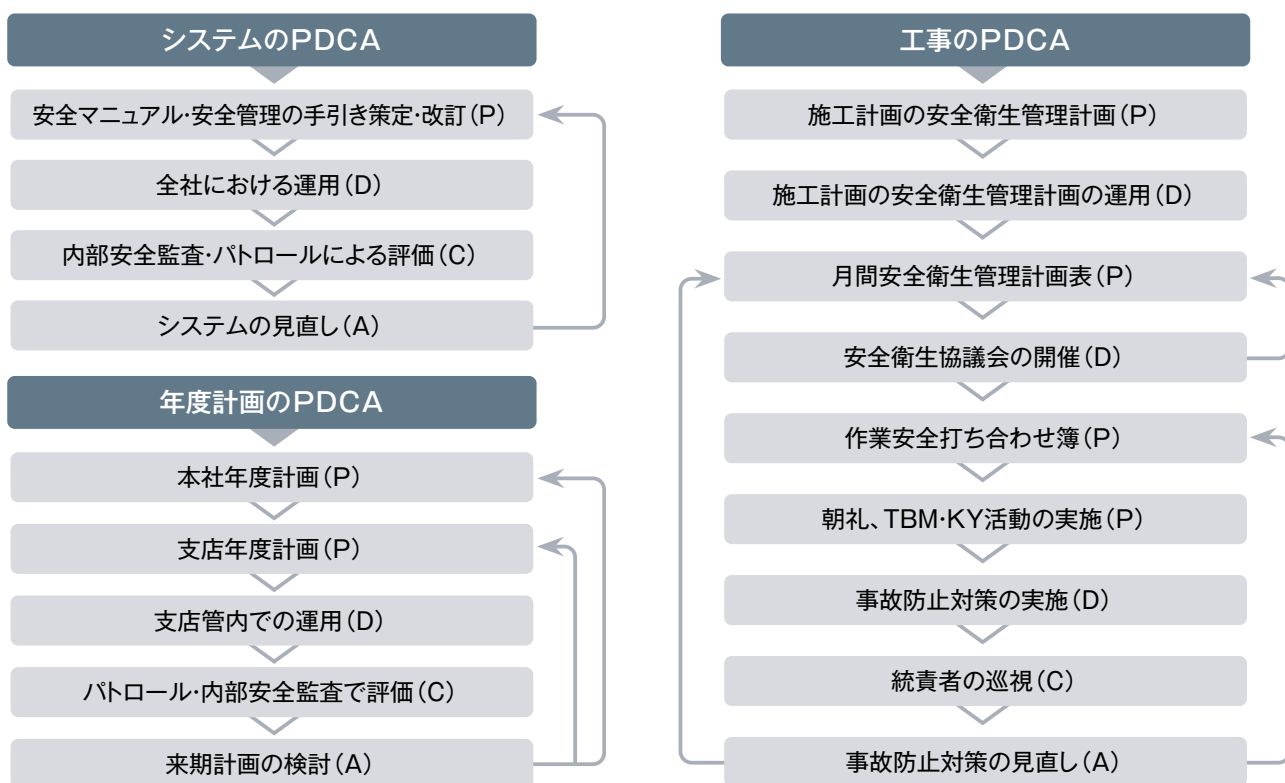 システムのPDCA
安全マニュアル・安全管理の手引き策定・改訂(P)
全社における運用(D)
内部安全監査・パトロールによる評価(C)
システムの見直し(A)
年度計画のPDCA
本社年度計画(P)
支店年度計画(P)
支店管内での運用(D)
パトロール・内部安全監査で評価(C)
来期計画の検討(A)
工事のPDCA
施工計画の安全衛生管理計画(P)
施工計画の安全衛生管理計画の運用(D)
月間安全衛生管理計画表(P)
安全衛生協議会の開催(D)
作業安全打ち合わせ簿(P)
朝礼、TBM・KY活動の実施(P)
事故防止対策の実施(D)
統責者の巡視(C)
事故防止対策の見直し(A)